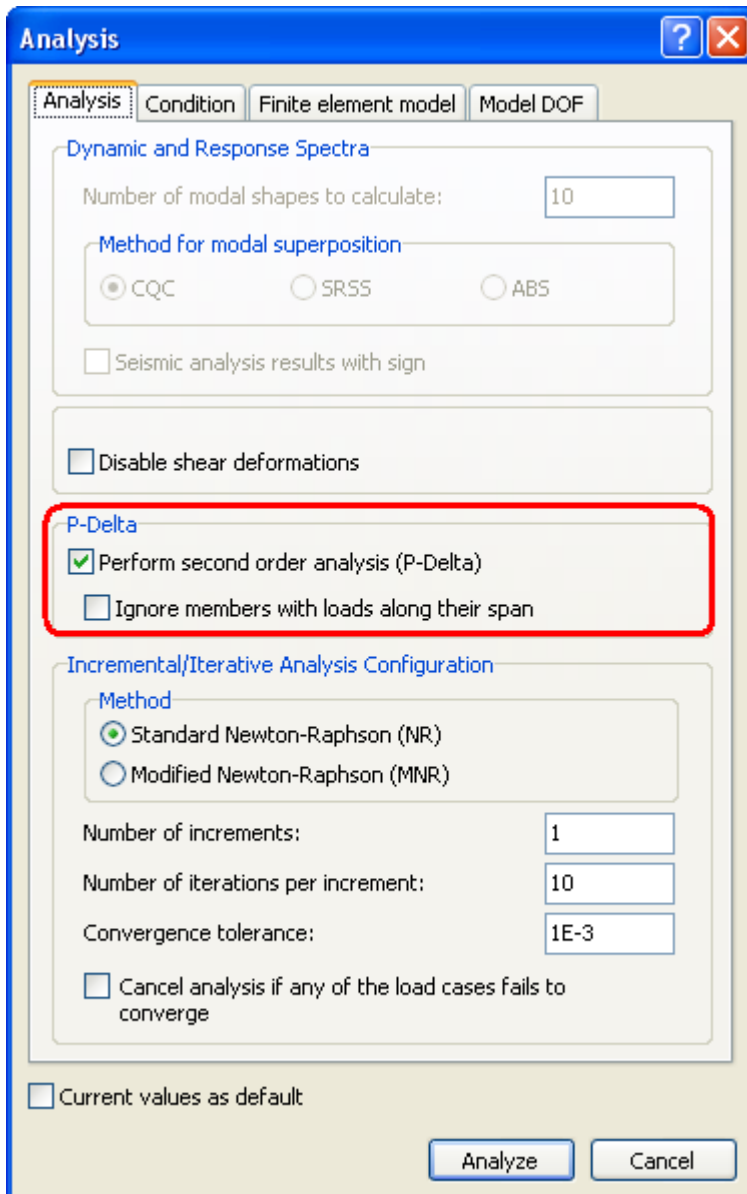 Analysis
Analysis Condition Finite element model Model DOF
Dynamic and Response Spectra
Number of modal shapes to calculate: 10
Method for modal superposition
CQC SRSS ABS
Seismic analysis results with sign
Disable shear deformations
P-Delta
Perform second order analysis (P-Delta)
Ignore members with loads along their span
Incremental/Iterative Analysis Configuration
Method
Standard Newton-Raphson (NR)
Modified Newton-Raphson (MNR)
Number of increments: 1
Number of iterations per increment: 10
Convergence tolerance: 1E-3
Cancel analysis if any of the load cases fails to
converge
Current values as default
Analyze Cancel